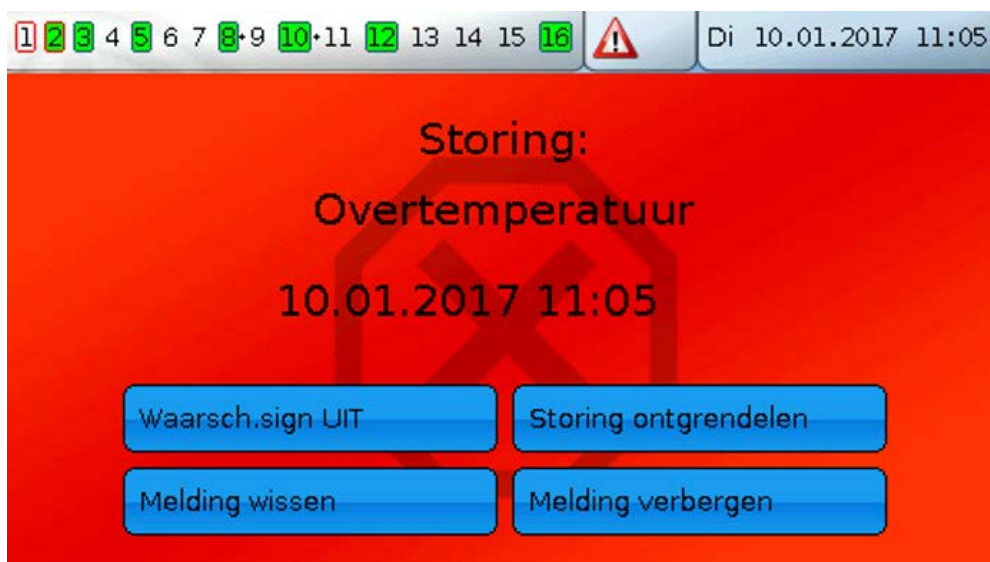 1 2 3 4 5 6 7 8•9 10•11 12 13 14 15 16 Di 10.01.2017 11:05
Storing:
Overtemperatuur
10.01.2017 11:05
Waarsch.sign UIT Storing ontgrendelen
Melding wissen Melding verbergen